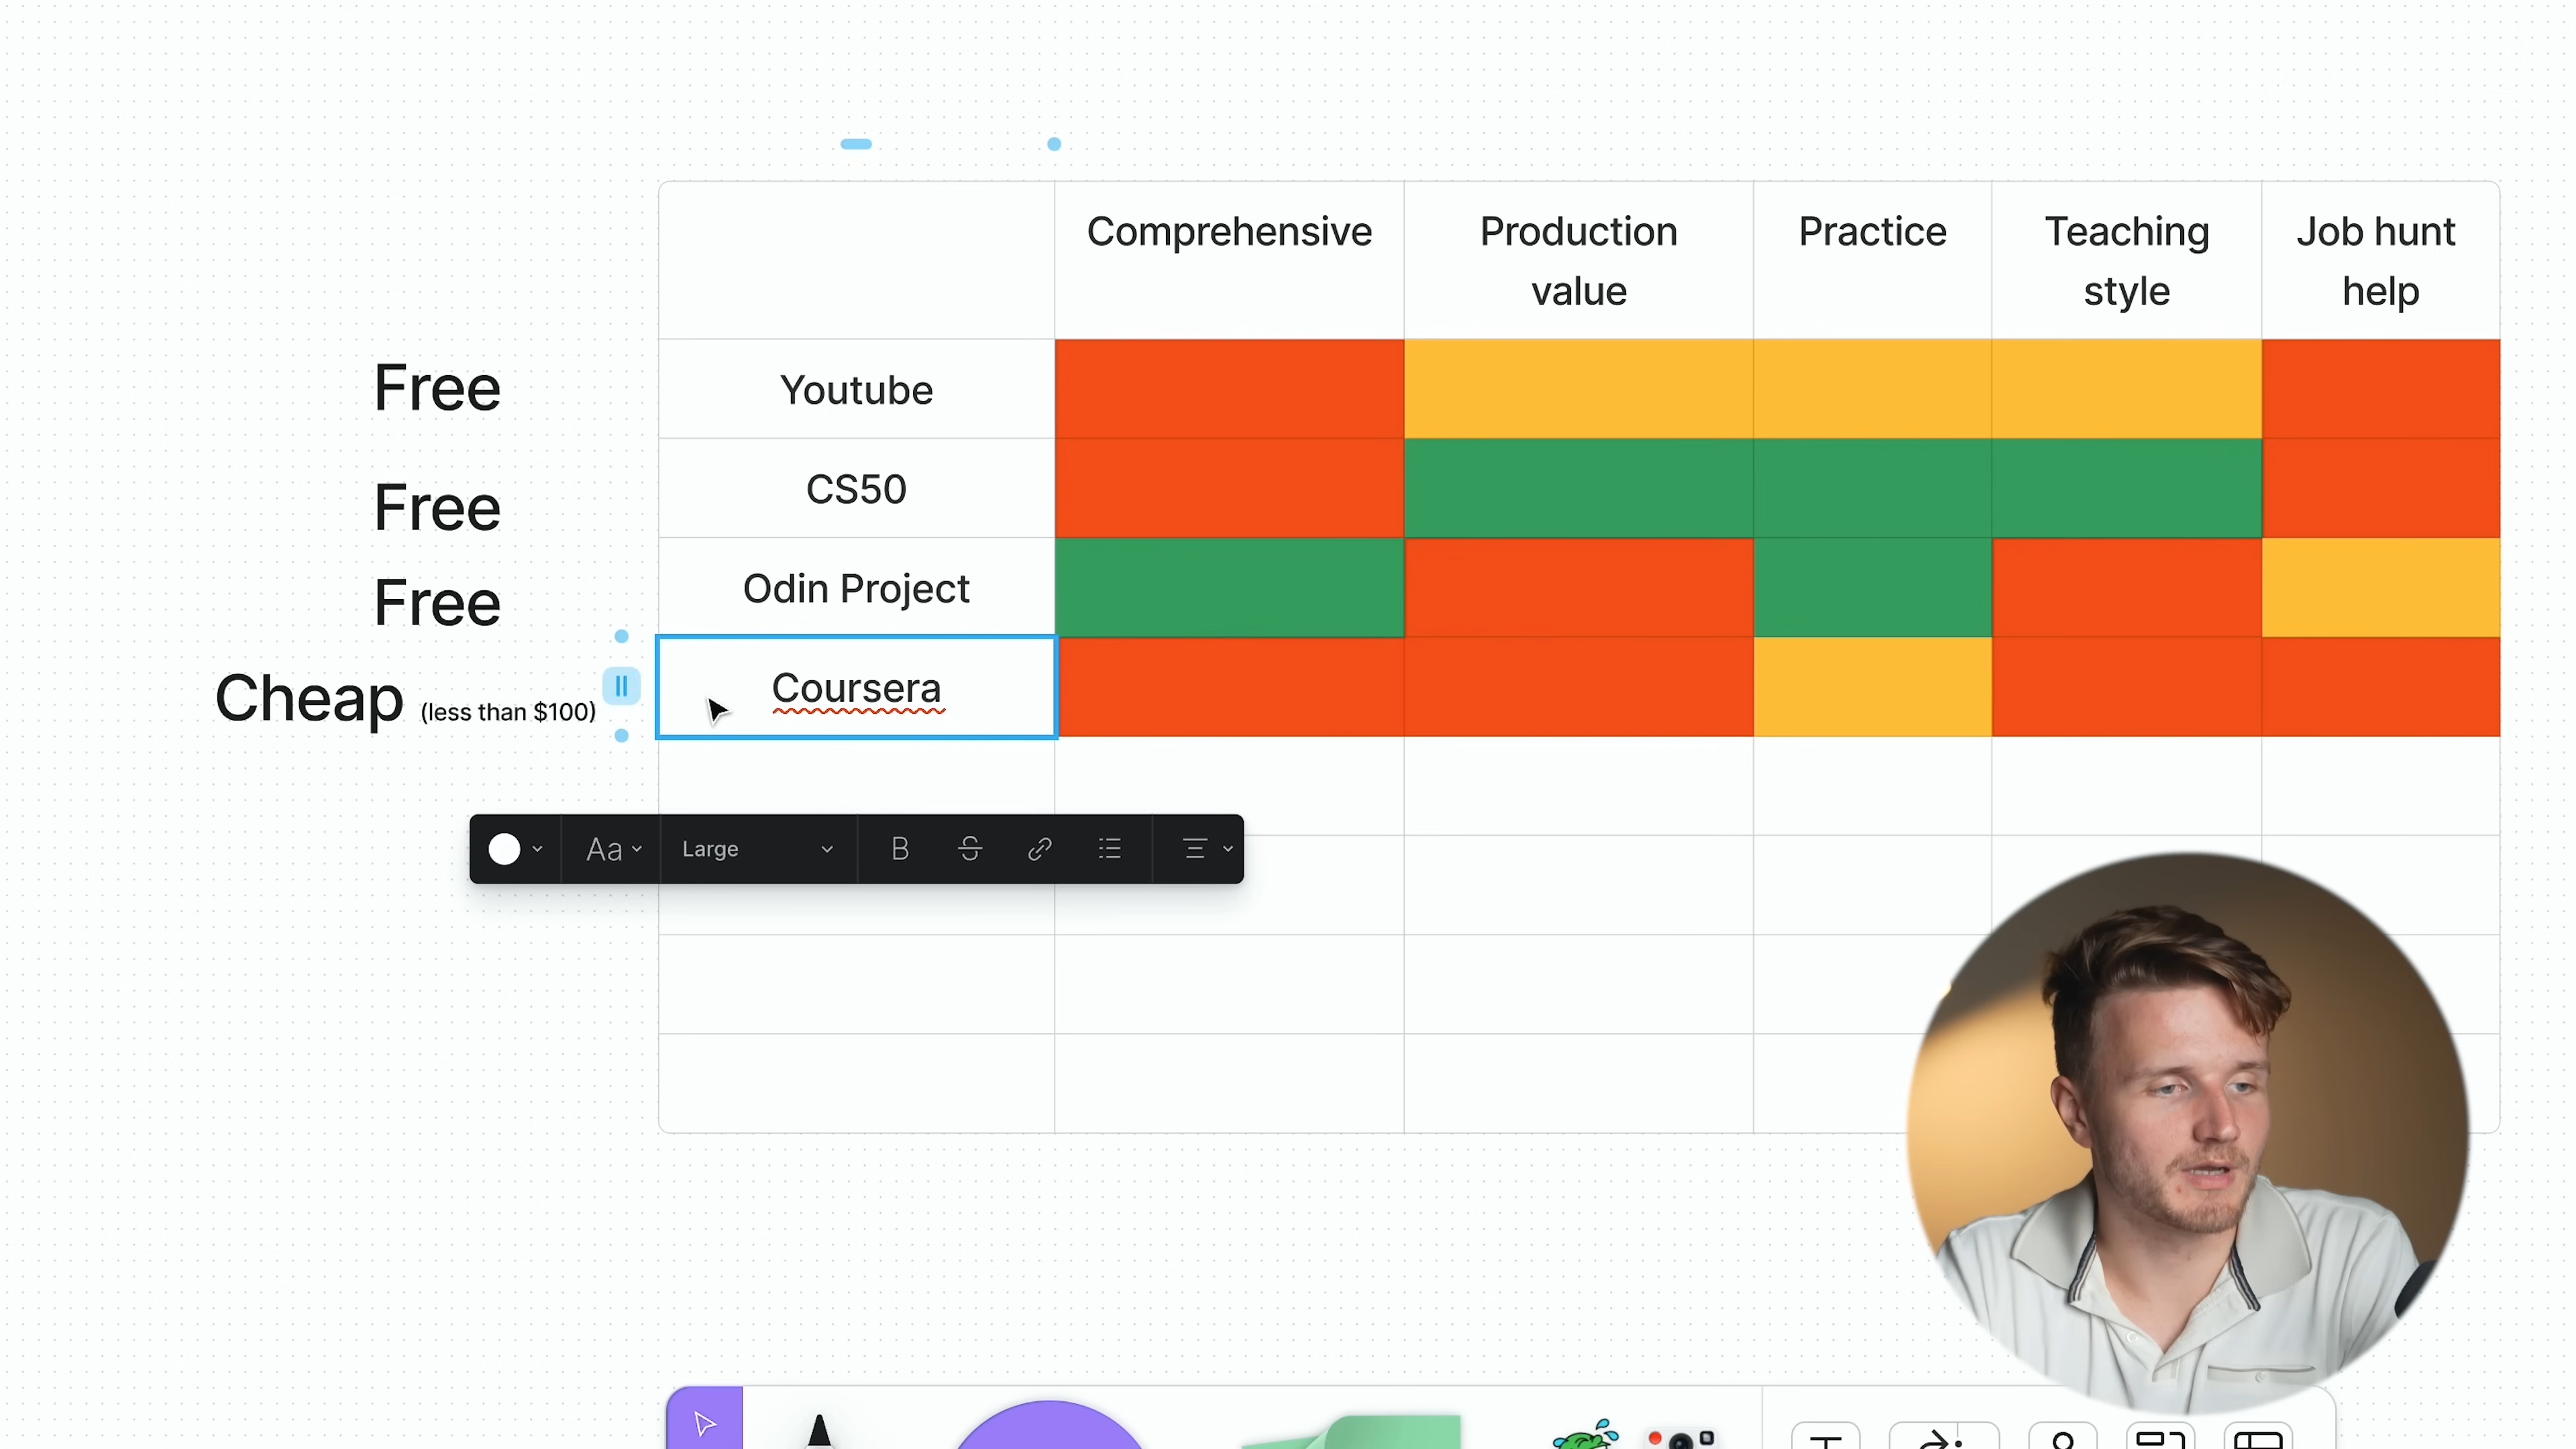 Comprehensive
Production
value
Practice
Teaching
style
Job hunt
help
Free
Youtube
Free
CS50
Free
Odin Project
Cheap (less than $100)
Coursera
Aa
Large
B
S
T